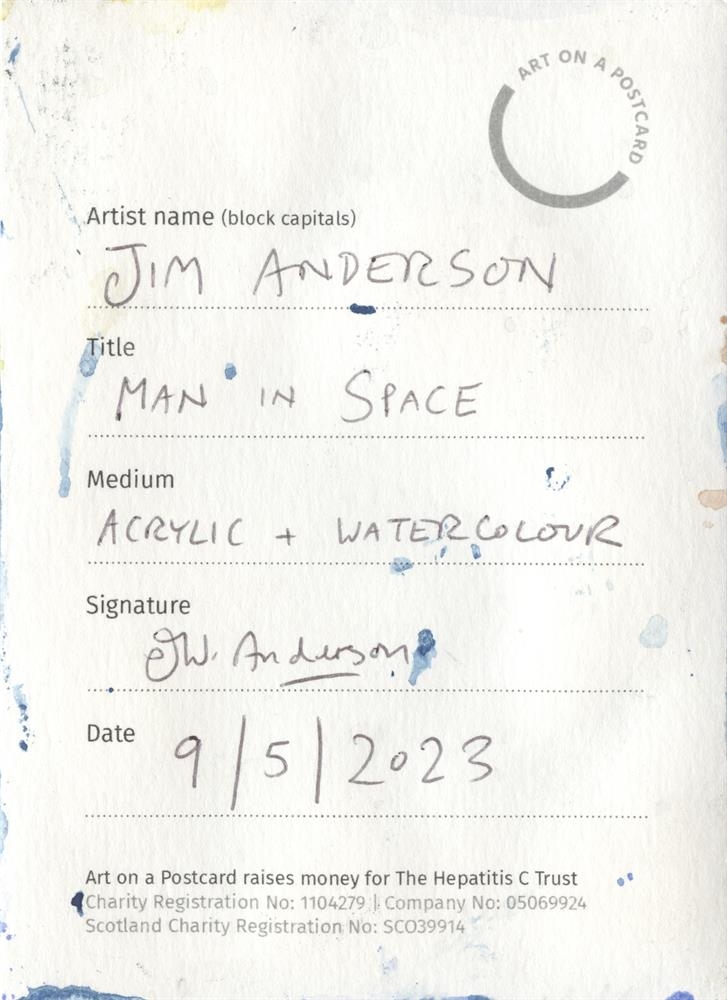 ART ON A POSTCARD
Artist name (block capitals)
JIM ANDERSON
Title
MAN IN SPACE
Medium
ACRYLIC + WATERCOLOUR
Signature
JW. Anderson
Date
9/5/2023
Art on a Postcard raises money for The Hepatitis C Trust
Charity Registration No: 1104279 | Company No: 05069924
Scotland Charity Registration No: SCO39914